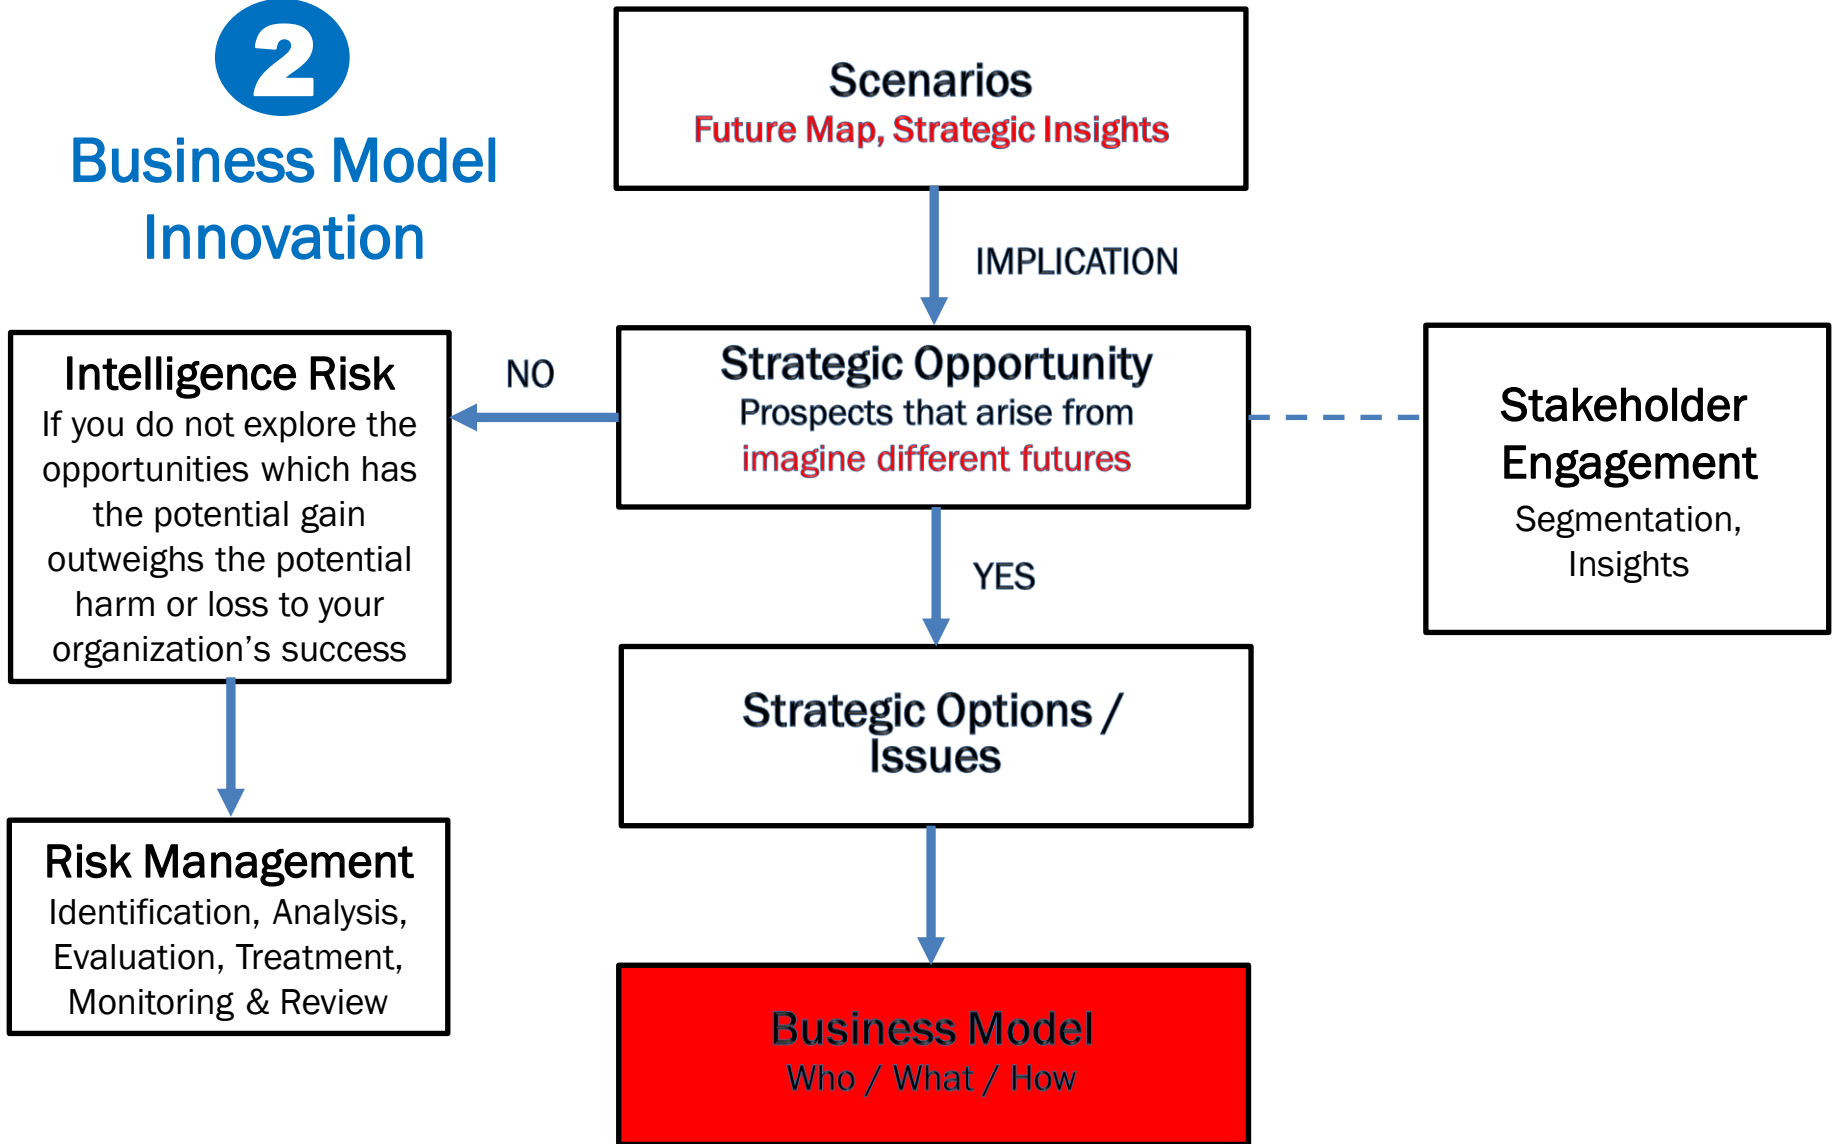 2
Business Model
Innovation
Scenarios
Future Map, Strategic Insights
IMPLICATION
Intelligence Risk
If you do not explore the
opportunities which has
the potential gain
outweighs the potential
harm or loss to your
organization’s success
NO
Strategic Opportunity
Prospects that arise from
imagine different futures
Stakeholder
Engagement
Segmentation,
Insights
YES
Strategic Options /
Issues
Risk Management
Identification, Analysis,
Evaluation, Treatment,
Monitoring & Review
Business Model
Who / What / How